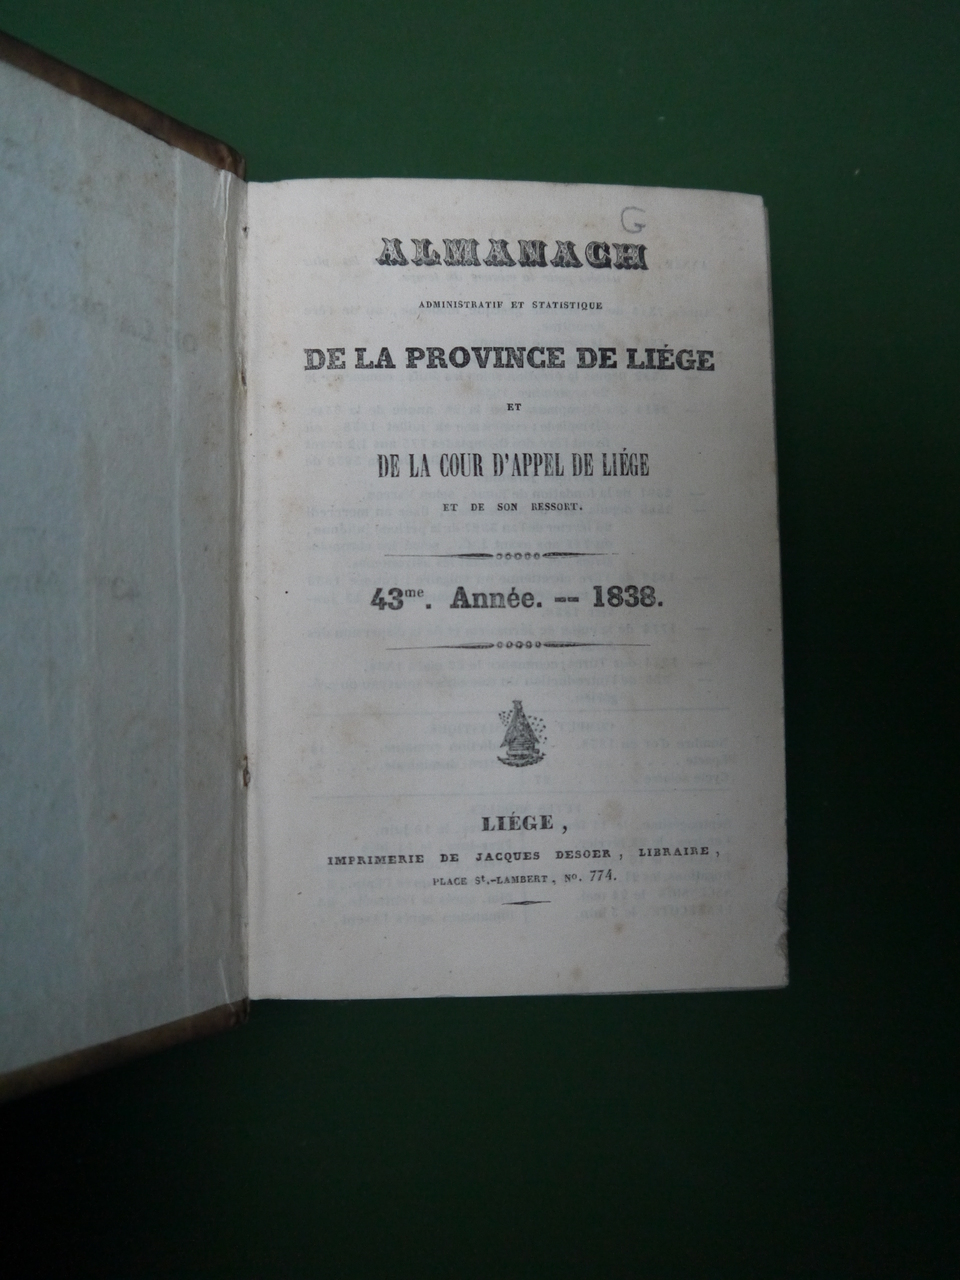 G
ALMANACH
ADMINISTRATIF ET STATISTIQUE
DE LA PROVINCE DE LIÉGE
ET
DE LA COUR D'APPEL DE LIÉGE
ET DE SON RESSORT.
43me. Année. -- 1838.
LIÉGE,
IMPRIMERIE DE JACQUES DESOER, LIBRAIRE,
PLACE St.-LAMBERT, No. 774.